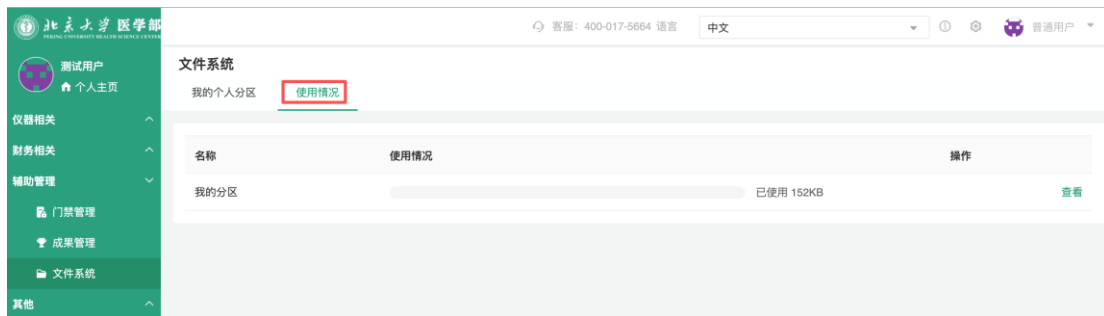 北京大学 医学部
PEKING UNIVERSITY HEALTH SCIENCE CENTER
客服：400-017-5664 语言
中文
普通用户
测试用户
个人主页
仪器相关
财务相关
辅助管理
门禁管理
成果管理
文件系统
其他
文件系统
我的个人分区 使用情况
名称 使用情况 操作
我的分区 已使用 152KB 查看